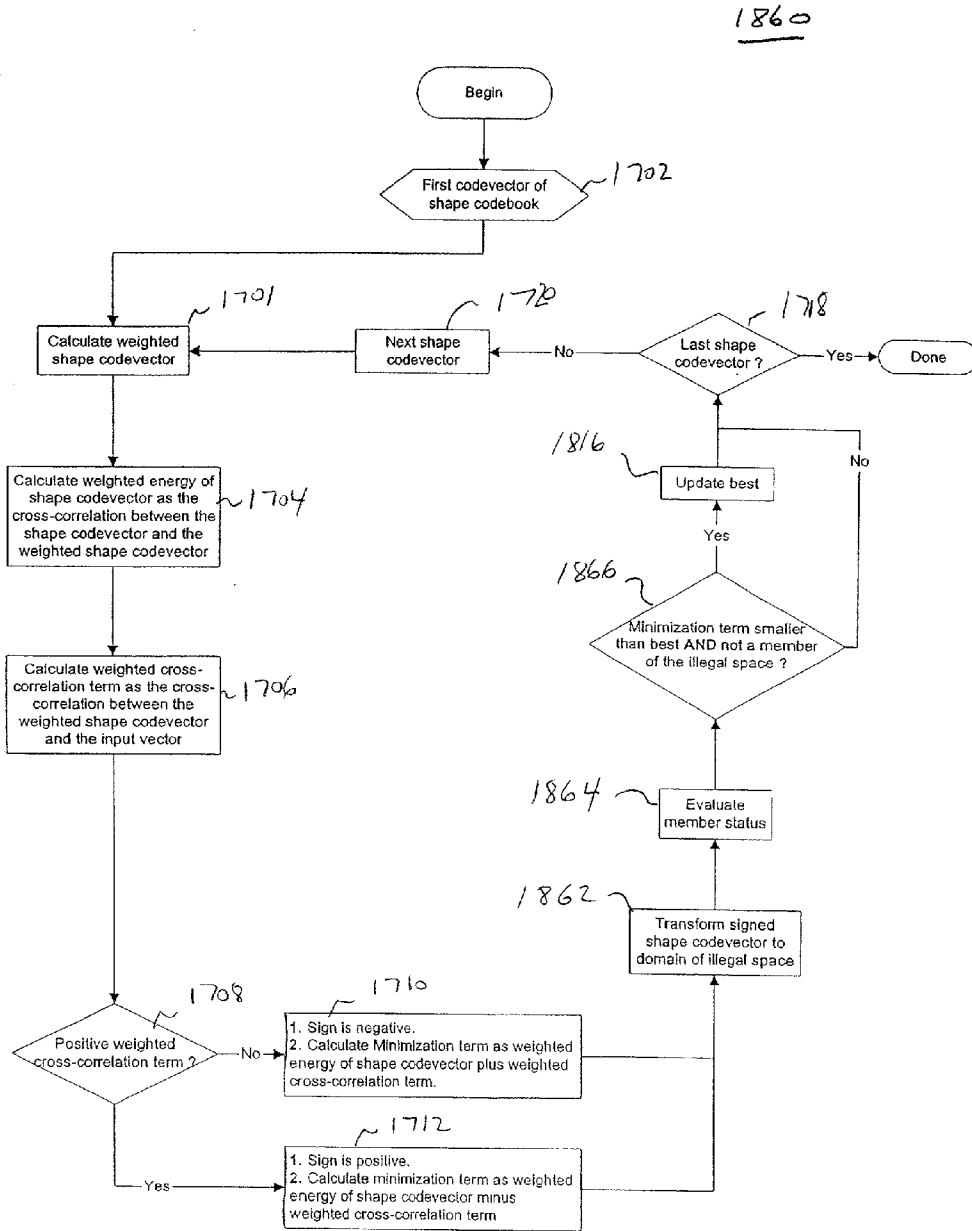 1860
Begin
First codevector of
shape codebook
1702
1701
Calculate weighted
shape codevector
1720
Next shape
codevector
No
1718
Last shape
codevector ?
Yes
Done
1816
Update best
No
Yes
Calculate weighted energy of
shape codevector as the
cross-correlation between the
shape codevector and the
weighted shape codevector
1704
1866
Minimization term smaller
than best AND not a member
of the illegal space ?
Calculate weighted cross-
correlation term as the cross-
correlation between the
weighted shape codevector
and the input vector
1706
1864
Evaluate
member status
1862
Transform signed
shape codevector to
domain of illegal space
1708
Positive weighted
cross-correlation term ?
No
1710
1. Sign is negative.
2. Calculate Minimization term as weighted
energy of shape codevector plus weighted
cross-correlation term.
Yes
1712
1. Sign is positive.
2. Calculate minimization term as weighted
energy of shape codevector minus
weighted cross-correlation term